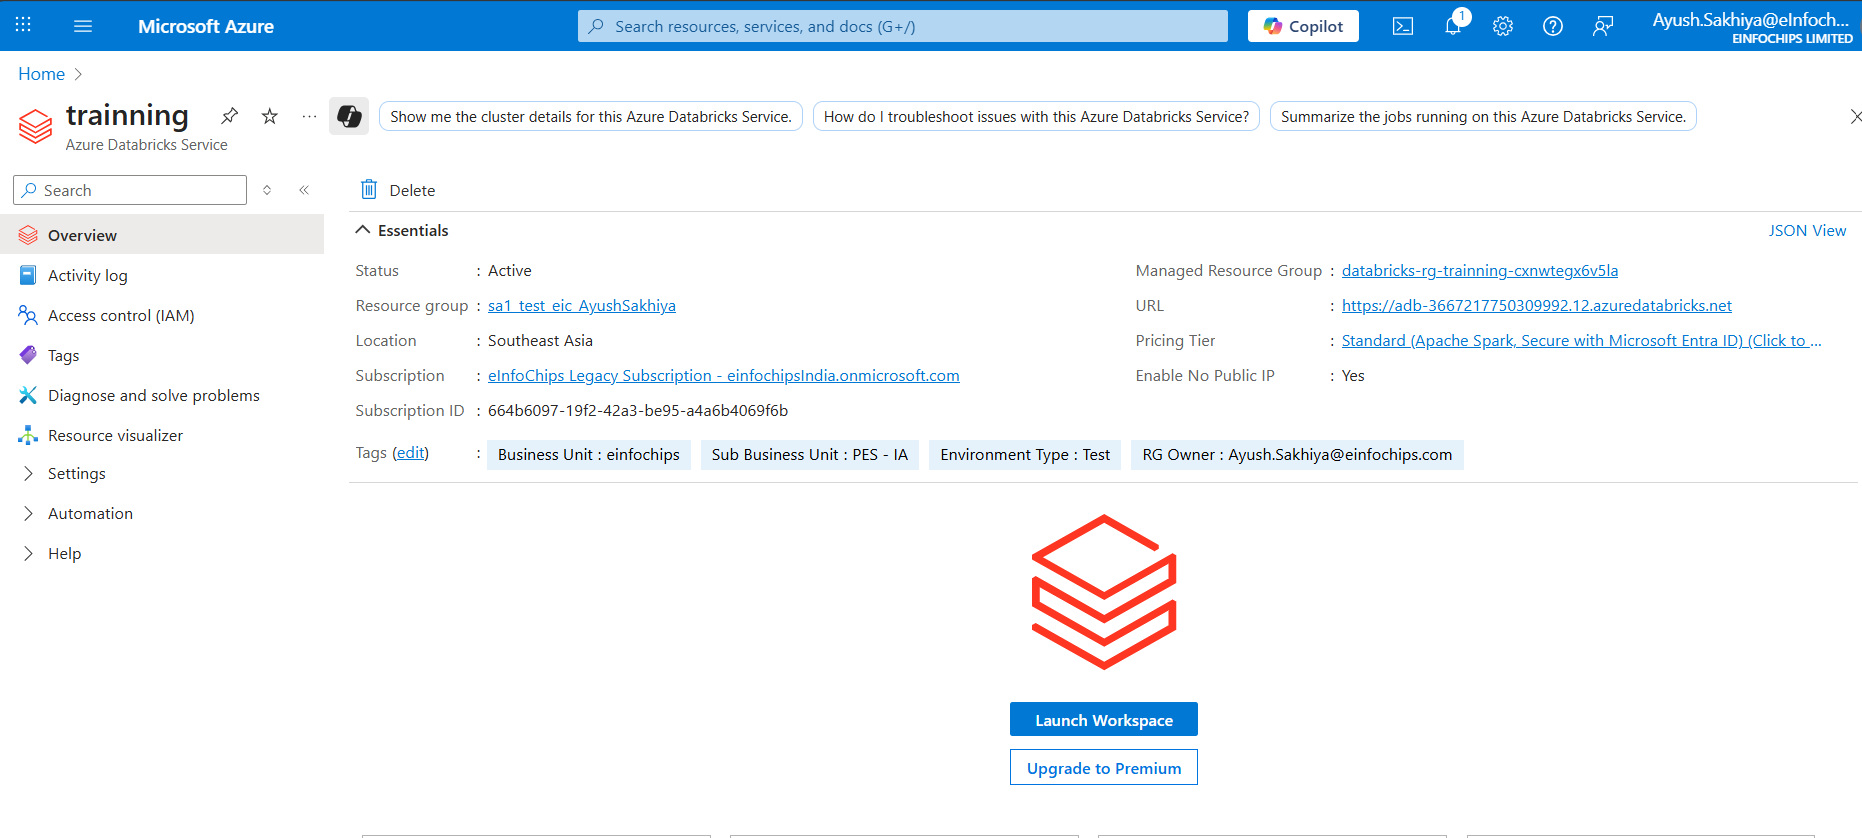 Microsoft Azure
Search resources, services, and docs (G+/)
Copilot
1
Ayush.Sakhiya@eInfoch...
EINFOCHIPS LIMITED
Home
trainning
Azure Databricks Service
Show me the cluster details for this Azure Databricks Service.
How do I troubleshoot issues with this Azure Databricks Service?
Summarize the jobs running on this Azure Databricks Service.
Search
Overview
Activity log
Access control (IAM)
Tags
Diagnose and solve problems
Resource visualizer
Settings
Automation
Help
Delete
Essentials
JSON View
Status : Active
Resource group : sa1_test_eic_AyushSakhiya
Location : Southeast Asia
Subscription : eInfoChips Legacy Subscription - einfochipsIndia.onmicrosoft.com
Subscription ID : 664b6097-19f2-42a3-be95-a4a6b4069f6b
Managed Resource Group : databricks-rg-trainning-cxnwtegx6v5la
URL : https://adb-3667217750309992.12.azuredatabricks.net
Pricing Tier : Standard (Apache Spark, Secure with Microsoft Entra ID) (Click to ...
Enable No Public IP : Yes
Tags (edit) : Business Unit : einfochips Sub Business Unit : PES - IA Environment Type : Test RG Owner : Ayush.Sakhiya@einfochips.com
Launch Workspace
Upgrade to Premium